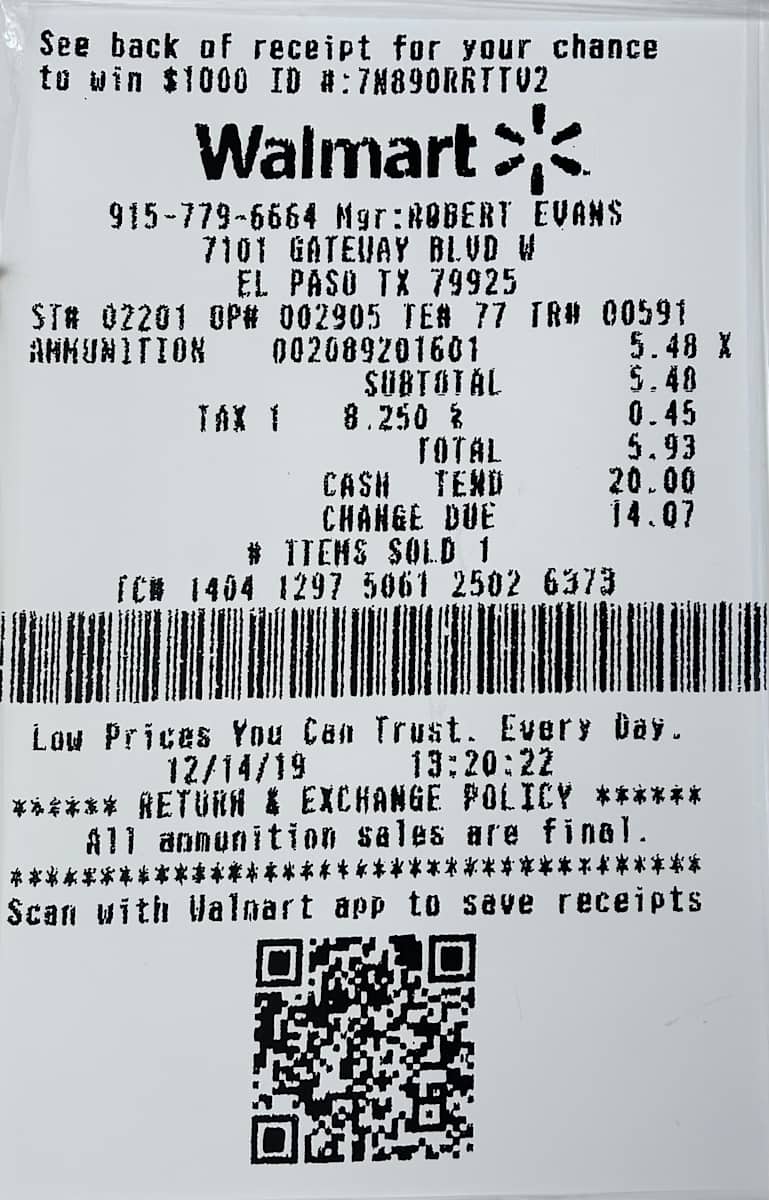 See back of receipt for your chance
to win $1000 ID #:7N890RRTTV2
Walmart
915-779-6664 Mgr:ROBERT EVANS
7101 GATEWAY BLVD W
EL PASO TX 79925
ST# 02201 OP# 002905 TE# 77 TR# 00591
AMMUNITION 002089201601 5.48 X
SUBTOTAL 5.48
TAX 1 8.250 % 0.45
TOTAL 5.93
CASH TEND 20.00
CHANGE DUE 14.07
# ITEMS SOLD 1
TC# 1404 1297 5061 2502 6373
Low Prices You Can Trust. Every Day.
12/14/19 13:20:22
****** RETURN & EXCHANGE POLICY ******
All ammunition sales are final.
**************************************
Scan with Walmart app to save receipts